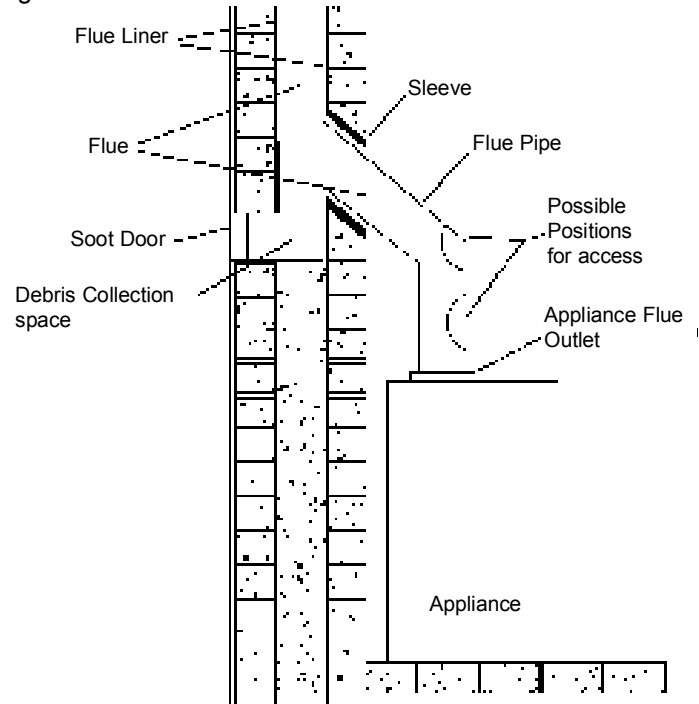 Flue Liner
Sleeve
Flue
Flue Pipe
Possible
Positions
for access
Soot Door
Debris Collection
space
Appliance Flue
Outlet
Appliance